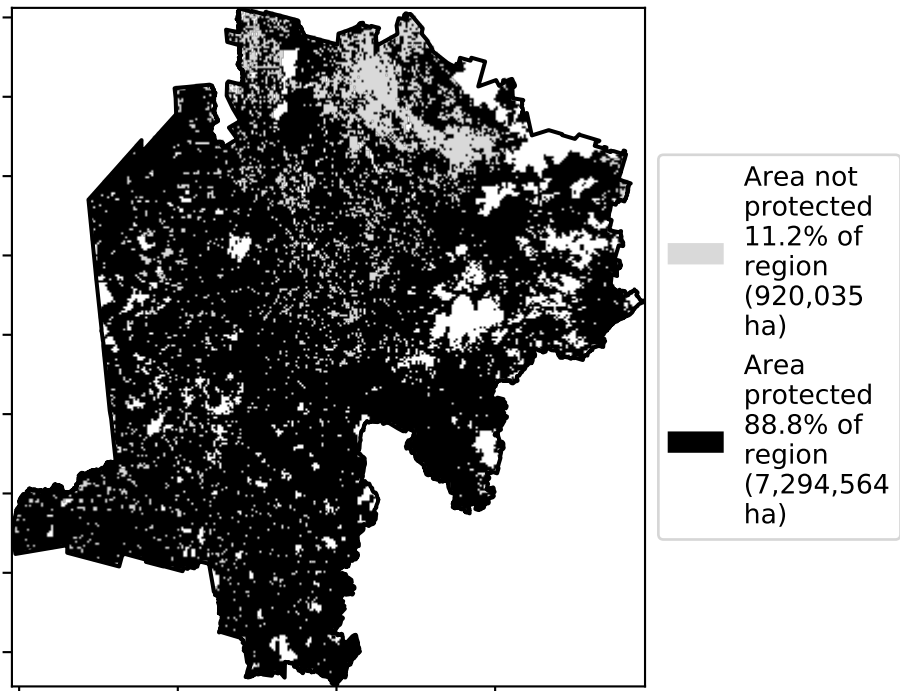 Area not
protected
11.2% of
region
(920,035
ha)
Area
protected
88.8% of
region
(7,294,564
ha)